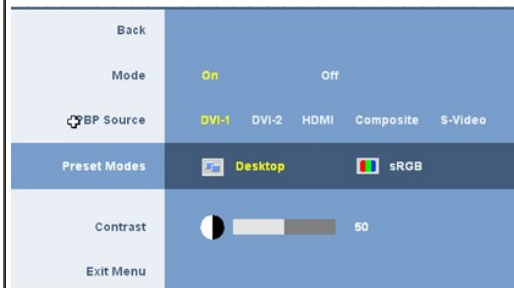 Back
Mode On Off
PBP Source DVI-1 DVI-2 HDMI Composite S-Video
Preset Modes Desktop sRGB
Contrast 50
Exit Menu